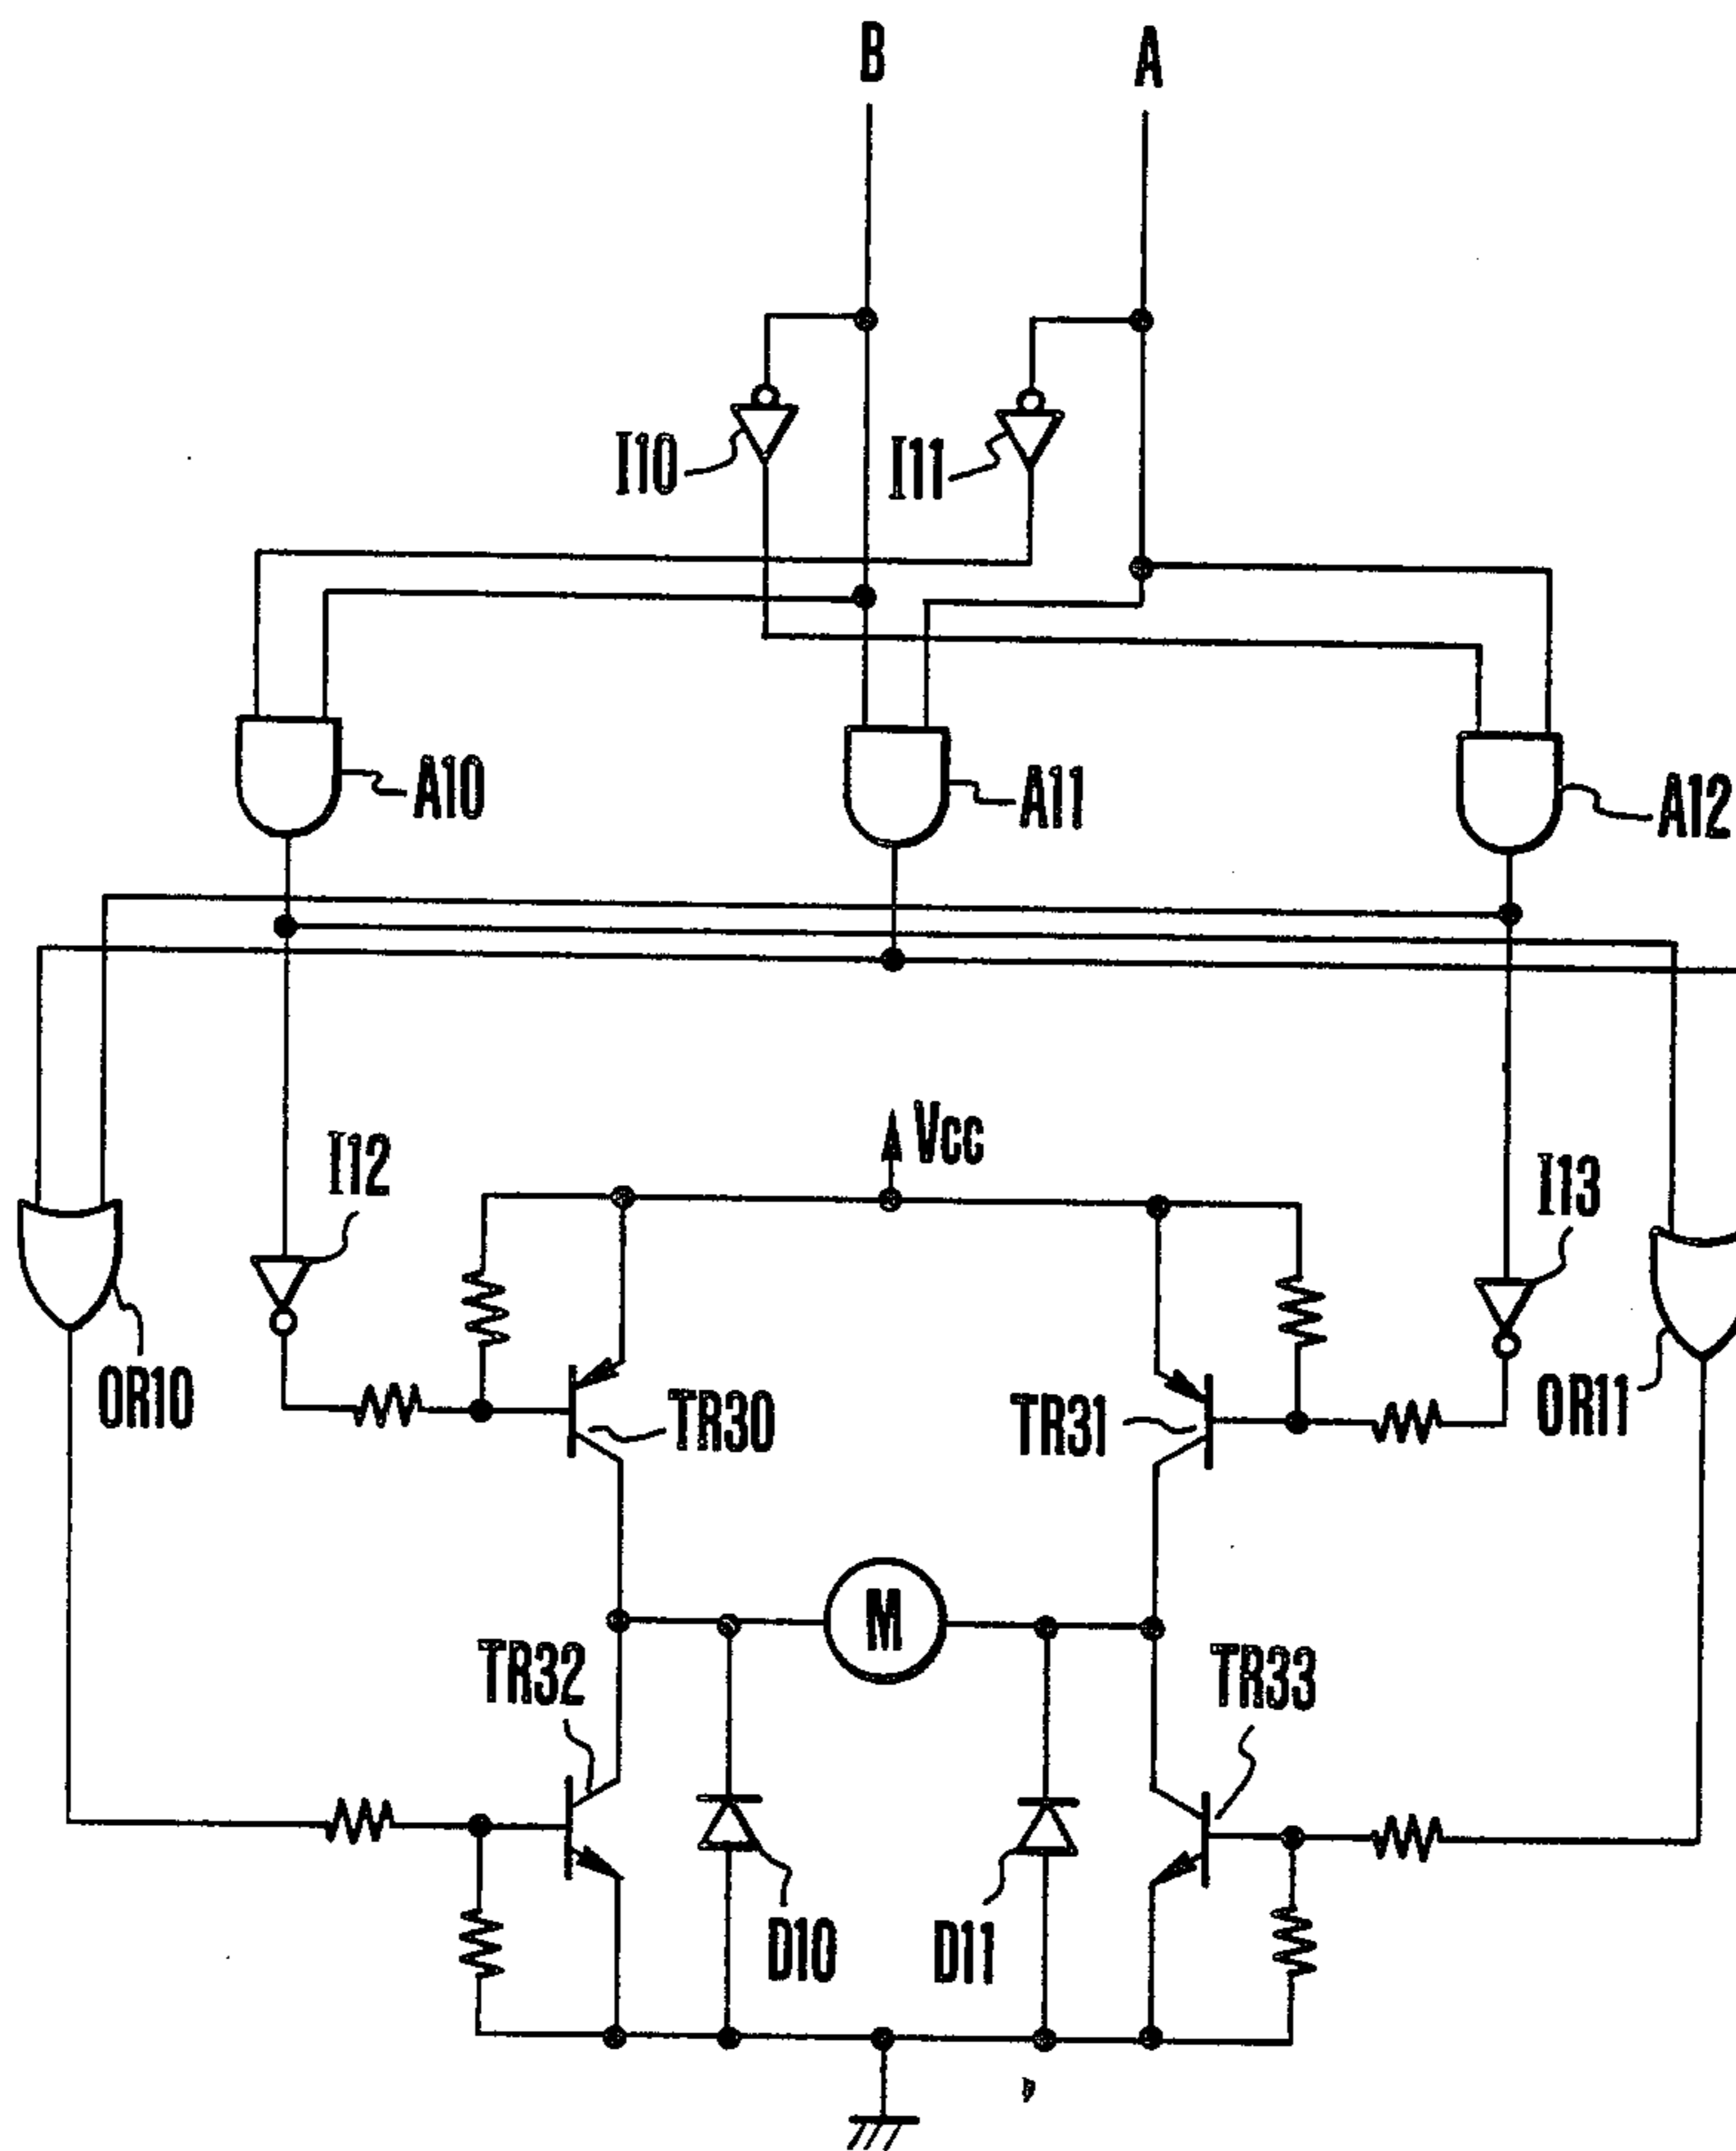 B
A
I10
I11
A10
A11
A12
Vcc
I12
I13
OR10
TR30
TR31
OR11
M
TR32
TR33
D10
D11